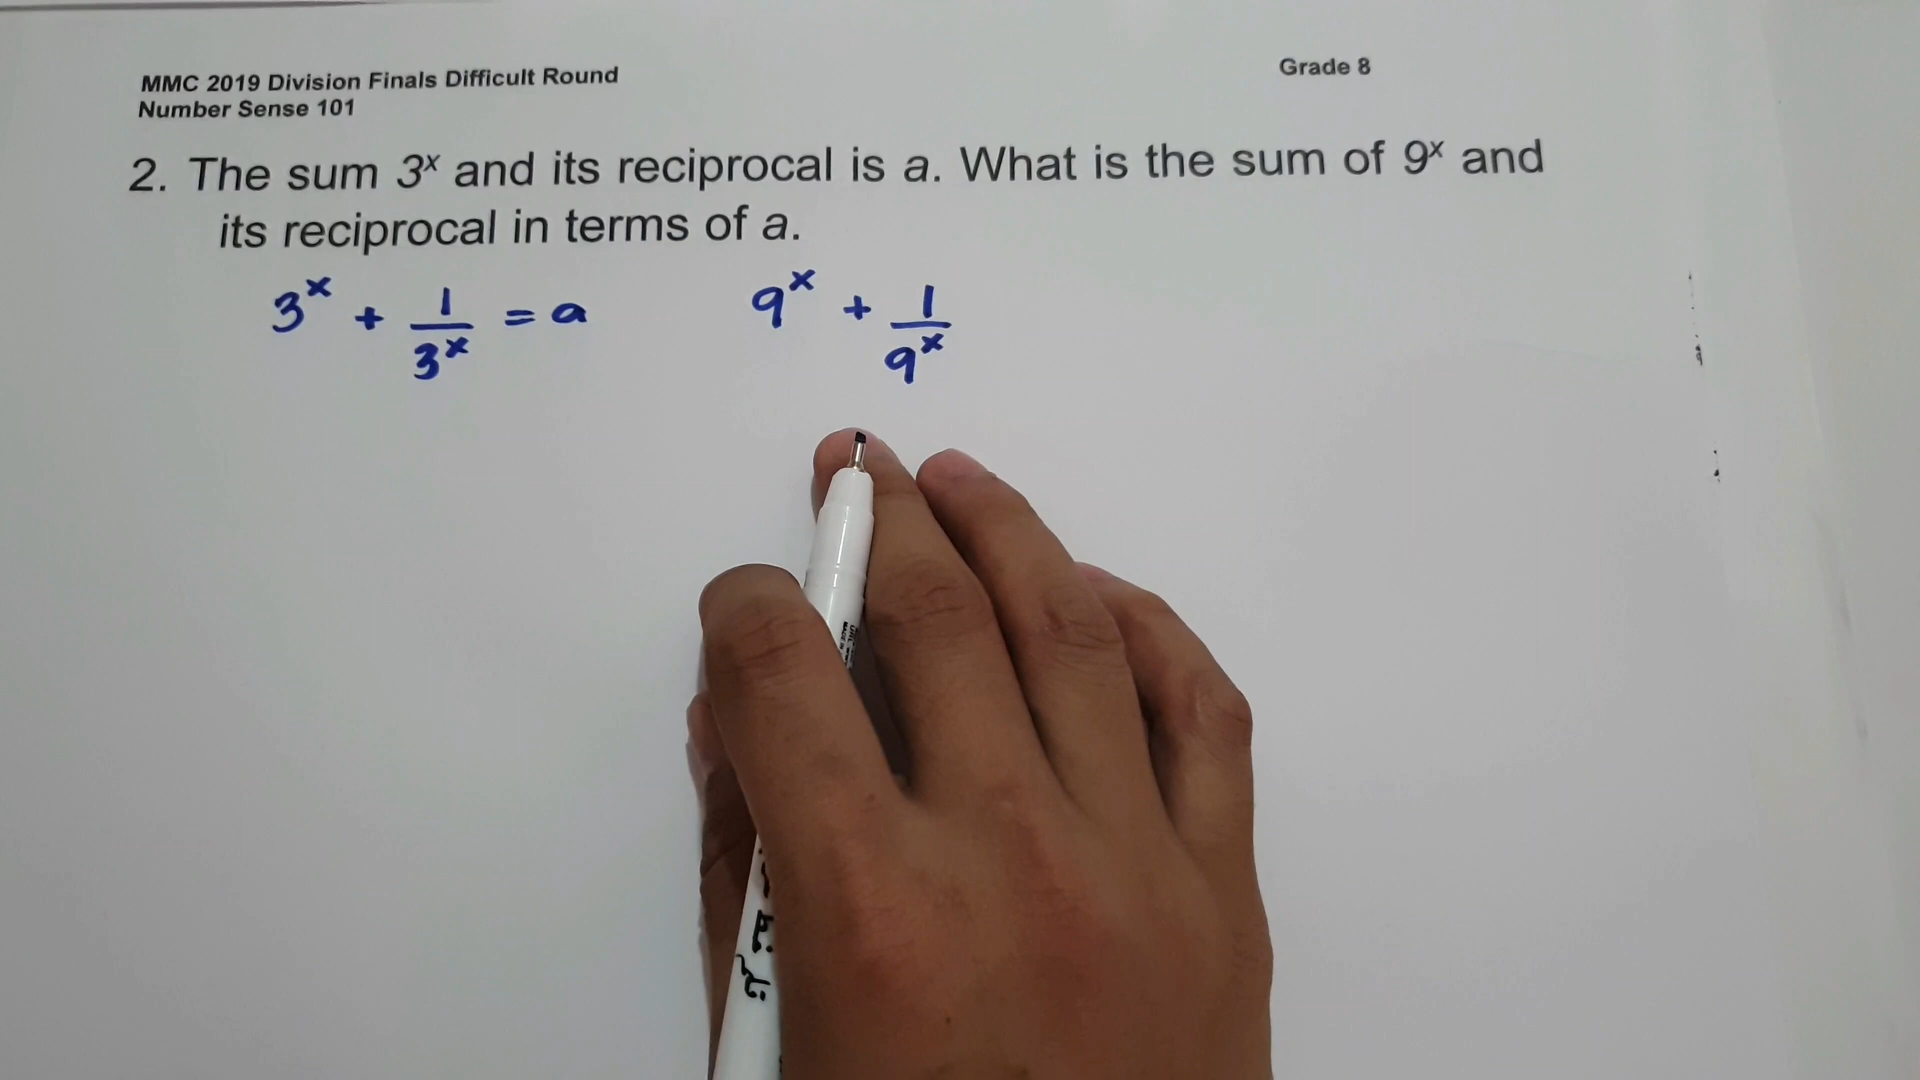 MMC 2019 Division Finals Difficult Round
Grade 8
Number Sense 101
2. The sum 3ˣ and its reciprocal is a. What is the sum of 9ˣ and
its reciprocal in terms of a.
3ˣ + 1/3ˣ = a
9ˣ + 1/9ˣ